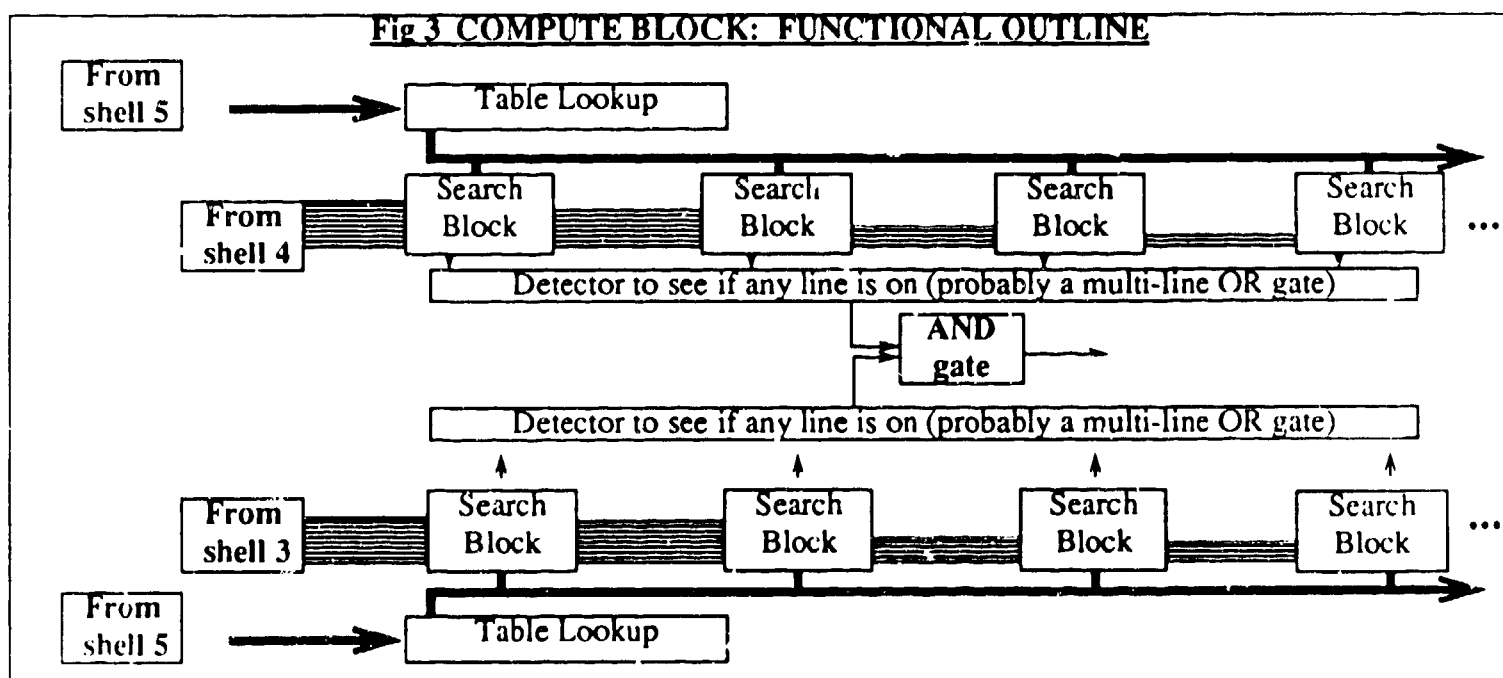 Fig 3 COMPUTE BLOCK: FUNCTIONAL OUTLINE
From
shell 5
Table Lookup
Search
Block
Search
Block
Search
Block
Search
Block
From
shell 4
...
Detector to see if any line is on (probably a multi-line OR gate)
AND
gate
Detector to see if any line is on (probably a multi-line OR gate)
From
shell 3
Search
Block
Search
Block
Search
Block
Search
Block
...
From
shell 5
Table Lookup